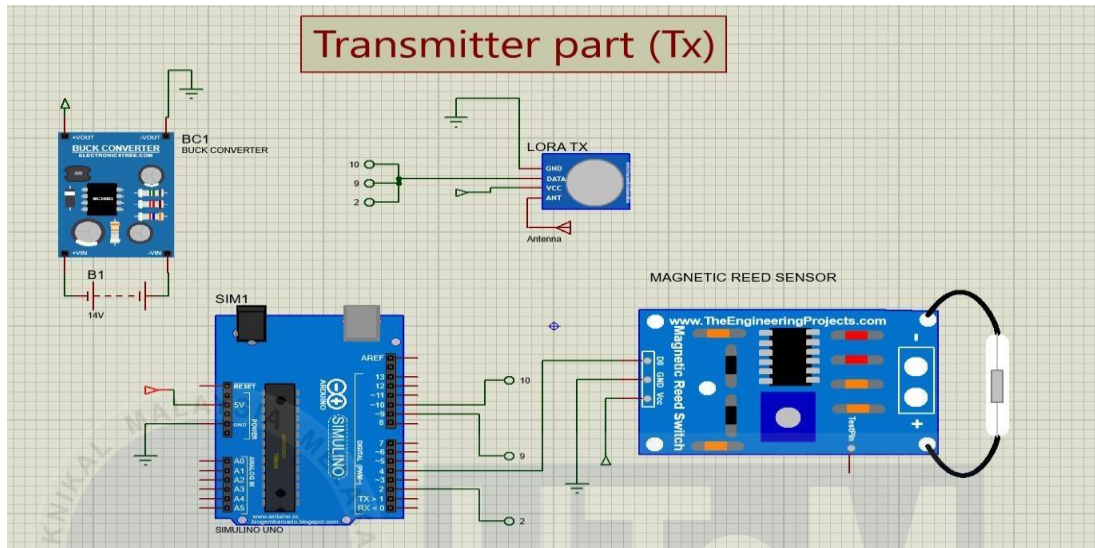 Transmitter part (Tx)
+VOUT
-VOUT
BC1
BUCK CONVERTER
BUCK CONVERTER
ELECTRONICETREE.COM
+VIN
-VIN
B1
14V
LORA TX
10
9
2
GND
DATA
VCC
ANT
Antenna
SIM1
AREF
RESET
5V
GND
POWER
A0
A1
A2
A3
A4
A5
ANALOG IN
ARDUINO
SIMULINO
13
12
~11
~10
~9
8
7
~6
~5
4
~3
2
TX > 1
RX < 0
DIGITAL (PWM~)
www.arduino.cc
blogembarcado.blogspot.com
SIMULINO UNO
10
9
2
MAGNETIC REED SENSOR
www.TheEngineeringProjects.com
Magnetic Reed Switch
D0
GND
Vcc
TestPin
-
+
KNIKAL MALAYSIA